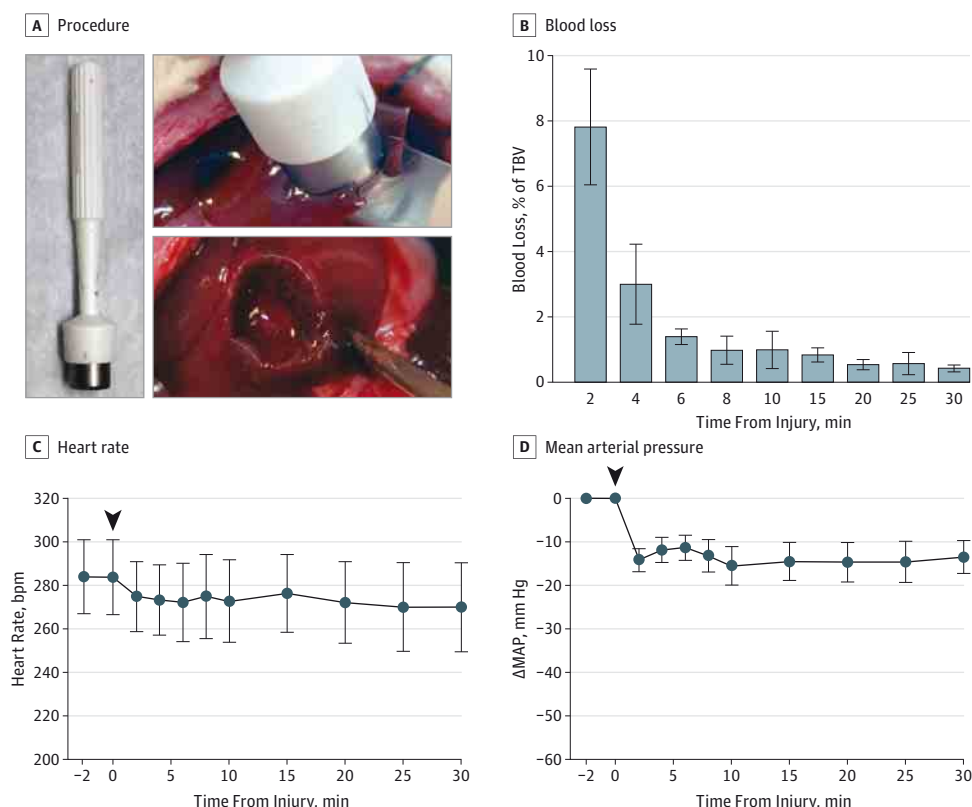 A Procedure
B Blood loss
10
8
6
4
2
0
Blood Loss, % of TBV
2 4 6 8 10 15 20 25 30
Time From Injury, min
C Heart rate
320
300
280
260
240
220
200
Heart Rate, bpm
−2 0 5 10 15 20 25 30
Time From Injury, min
D Mean arterial pressure
0
−10
−20
−30
−40
−50
−60
ΔMAP, mm Hg
−2 0 5 10 15 20 25 30
Time From Injury, min